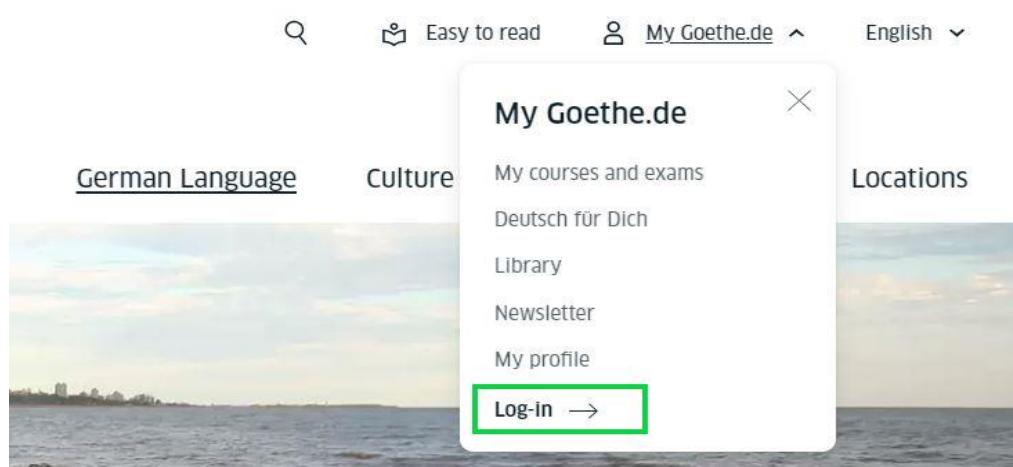 Easy to read My Goethe.de English
My Goethe.de
German Language Culture Locations
My courses and exams
Deutsch für Dich
Library
Newsletter
My profile
Log-in →